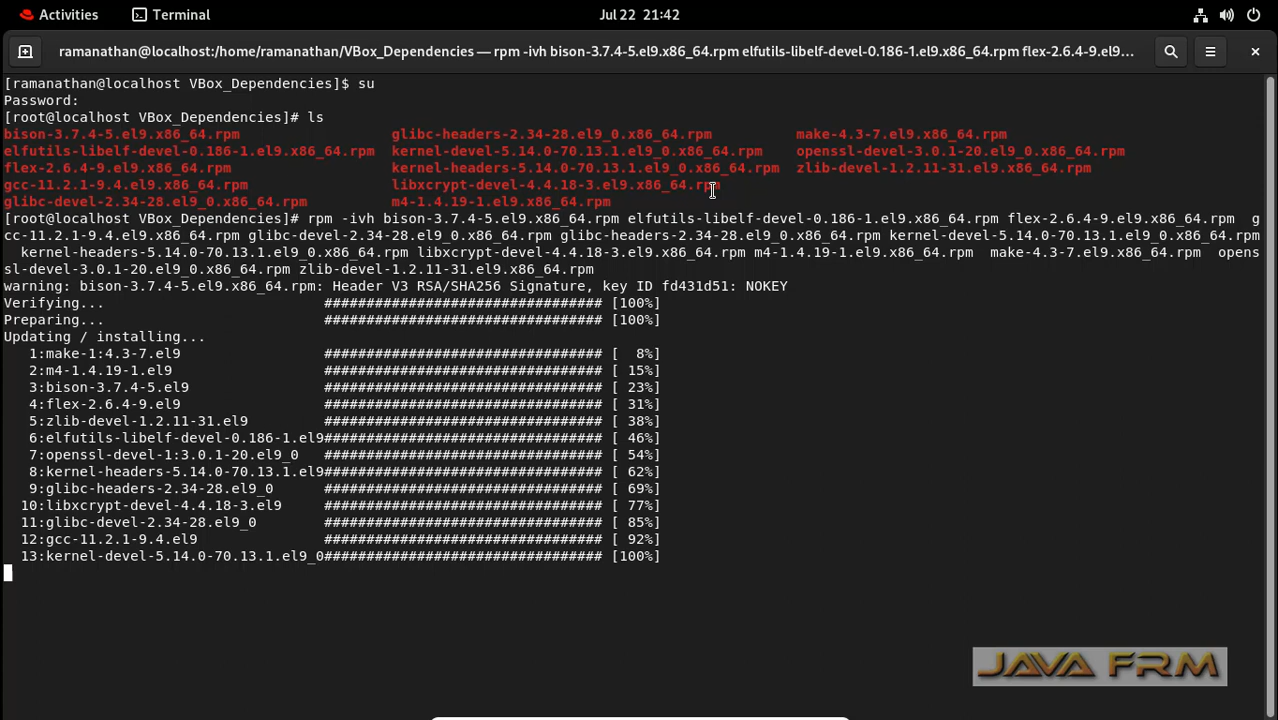 Activities Terminal Jul 22 21:42
ramanathan@localhost:/home/ramanathan/VBox_Dependencies — rpm -ivh bison-3.7.4-5.el9.x86_64.rpm elfutils-libelf-devel-0.186-1.el9.x86_64.rpm flex-2.6.4-9.el9...
[ramanathan@localhost VBox_Dependencies]$ su
Password:
[root@localhost VBox_Dependencies]# ls
bison-3.7.4-5.el9.x86_64.rpm glibc-headers-2.34-28.el9_0.x86_64.rpm make-4.3-7.el9.x86_64.rpm
elfutils-libelf-devel-0.186-1.el9.x86_64.rpm kernel-devel-5.14.0-70.13.1.el9_0.x86_64.rpm openssl-devel-3.0.1-20.el9_0.x86_64.rpm
flex-2.6.4-9.el9.x86_64.rpm kernel-headers-5.14.0-70.13.1.el9_0.x86_64.rpm zlib-devel-1.2.11-31.el9.x86_64.rpm
gcc-11.2.1-9.4.el9.x86_64.rpm libxcrypt-devel-4.4.18-3.el9.x86_64.rpm
glibc-devel-2.34-28.el9_0.x86_64.rpm m4-1.4.19-1.el9.x86_64.rpm
[root@localhost VBox_Dependencies]# rpm -ivh bison-3.7.4-5.el9.x86_64.rpm elfutils-libelf-devel-0.186-1.el9.x86_64.rpm flex-2.6.4-9.el9.x86_64.rpm  g
cc-11.2.1-9.4.el9.x86_64.rpm glibc-devel-2.34-28.el9_0.x86_64.rpm glibc-headers-2.34-28.el9_0.x86_64.rpm kernel-devel-5.14.0-70.13.1.el9_0.x86_64.rpm
  kernel-headers-5.14.0-70.13.1.el9_0.x86_64.rpm libxcrypt-devel-4.4.18-3.el9.x86_64.rpm m4-1.4.19-1.el9.x86_64.rpm  make-4.3-7.el9.x86_64.rpm  opens
sl-devel-3.0.1-20.el9_0.x86_64.rpm zlib-devel-1.2.11-31.el9.x86_64.rpm
warning: bison-3.7.4-5.el9.x86_64.rpm: Header V3 RSA/SHA256 Signature, key ID fd431d51: NOKEY
Verifying... ################################# [100%]
Preparing... ################################# [100%]
Updating / installing...
1:make-1:4.3-7.el9 ################################# [  8%]
2:m4-1.4.19-1.el9 ################################# [ 15%]
3:bison-3.7.4-5.el9 ################################# [ 23%]
4:flex-2.6.4-9.el9 ################################# [ 31%]
5:zlib-devel-1.2.11-31.el9 ################################# [ 38%]
6:elfutils-libelf-devel-0.186-1.el9################################# [ 46%]
7:openssl-devel-1:3.0.1-20.el9_0 ################################# [ 54%]
8:kernel-headers-5.14.0-70.13.1.el9################################# [ 62%]
9:glibc-headers-2.34-28.el9_0 ################################# [ 69%]
10:libxcrypt-devel-4.4.18-3.el9 ################################# [ 77%]
11:glibc-devel-2.34-28.el9_0 ################################# [ 85%]
12:gcc-11.2.1-9.4.el9 ################################# [ 92%]
13:kernel-devel-5.14.0-70.13.1.el9_0################################# [100%]
JAVA FRM